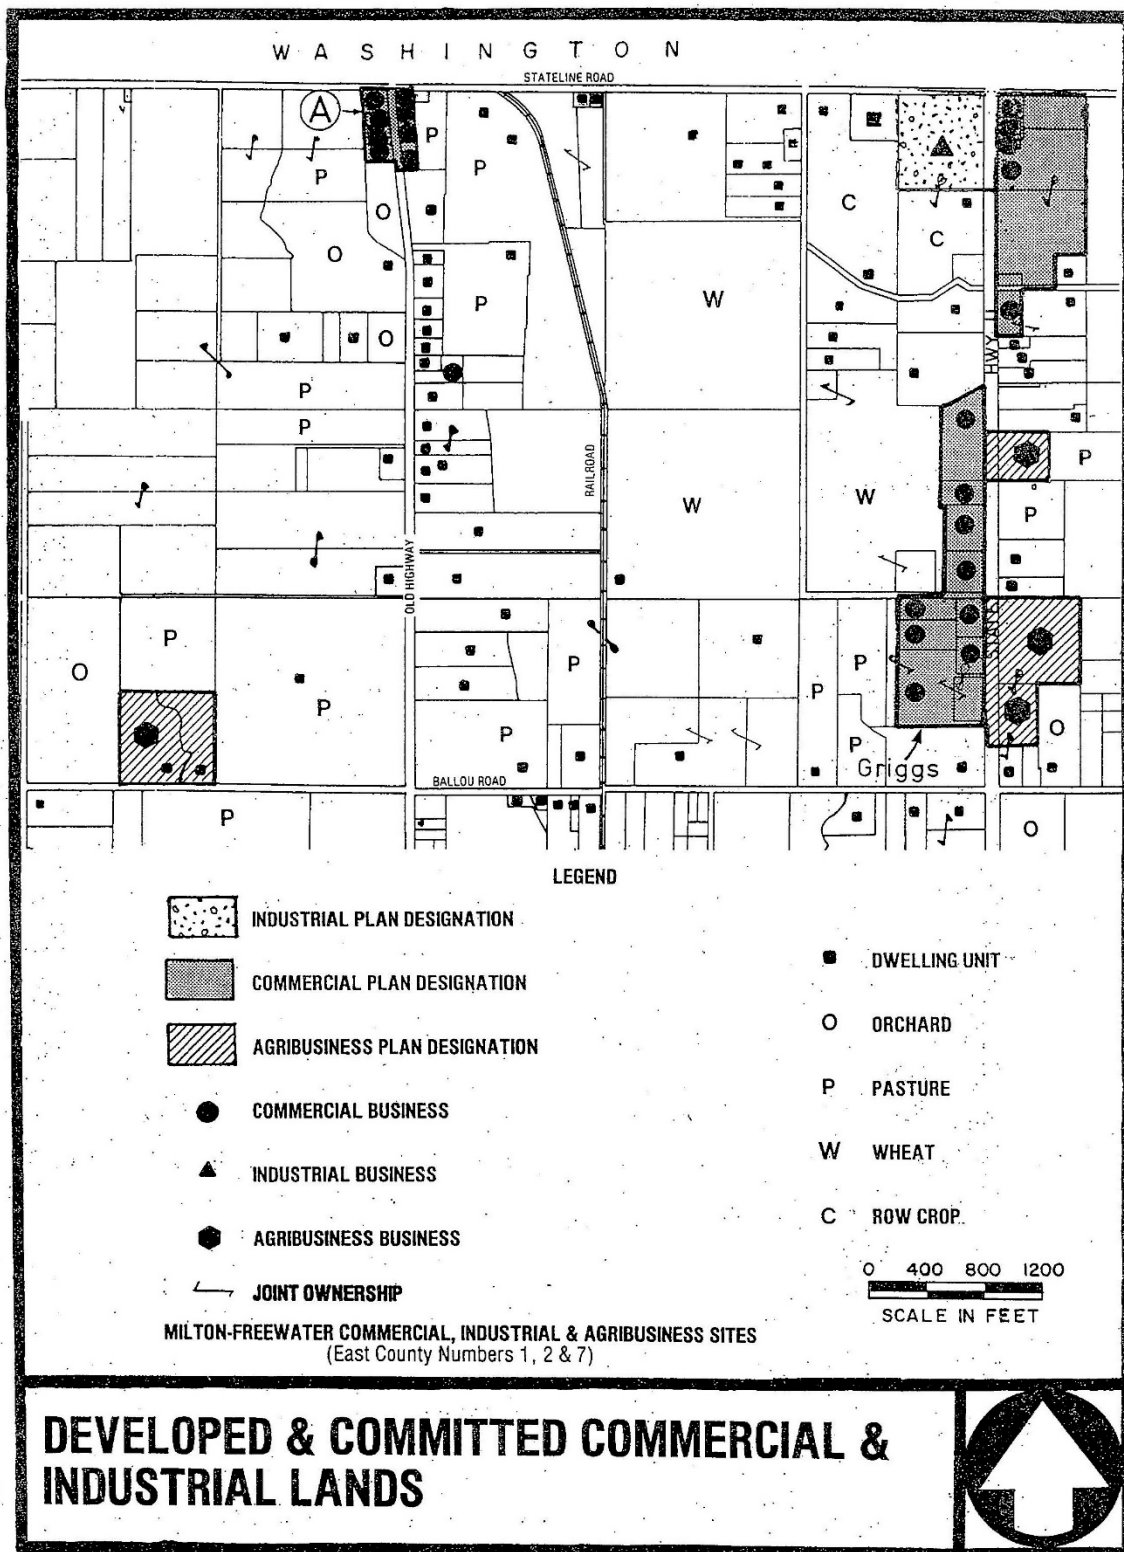 WASHINGTON
STATELINE ROAD
A
P
P
P
P
O
O
C
C
O
P
W
W
W
P
P
P
P
HWY 11
RAILROAD
OLD HIGHWAY
O
P
P
P
P
P
P
P
P
O
Griggs
BALLOU ROAD
P
O
LEGEND
INDUSTRIAL PLAN DESIGNATION
COMMERCIAL PLAN DESIGNATION
AGRIBUSINESS PLAN DESIGNATION
COMMERCIAL BUSINESS
INDUSTRIAL BUSINESS
AGRIBUSINESS BUSINESS
JOINT OWNERSHIP
DWELLING UNIT
O ORCHARD
P PASTURE
W WHEAT
C ROW CROP
0 400 800 1200
SCALE IN FEET
MILTON-FREEWATER COMMERCIAL, INDUSTRIAL & AGRIBUSINESS SITES
(East County Numbers 1, 2 & 7)
DEVELOPED & COMMITTED COMMERCIAL &
INDUSTRIAL LANDS